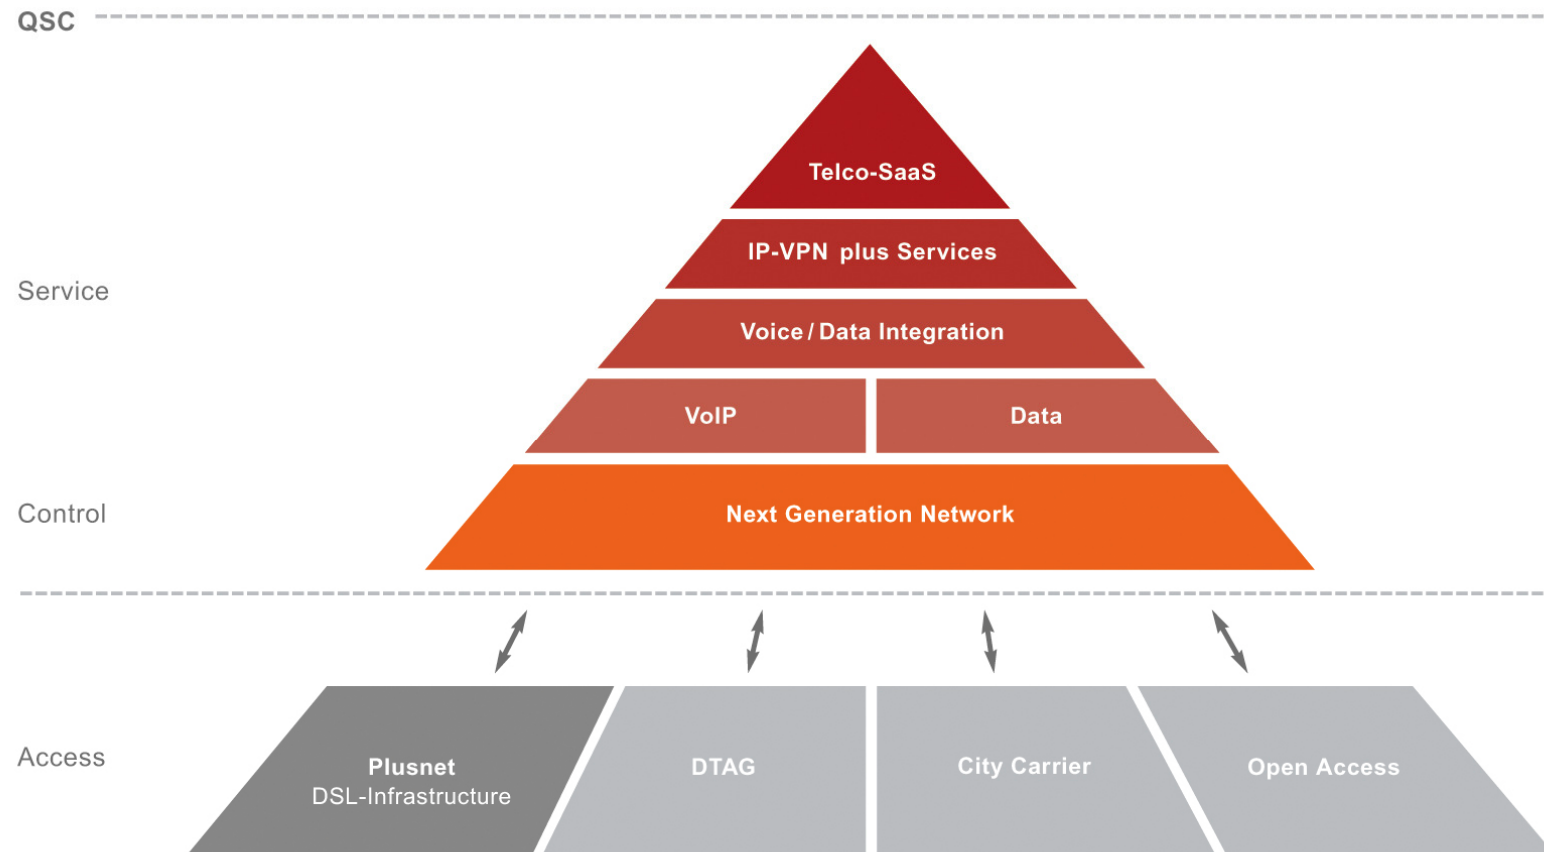 QSC
Telco-SaaS
IP-VPN plus Services
Service
Voice / Data Integration
VoIP
Data
Control
Next Generation Network
Access
Plusnet
DSL-Infrastructure
DTAG
City Carrier
Open Access